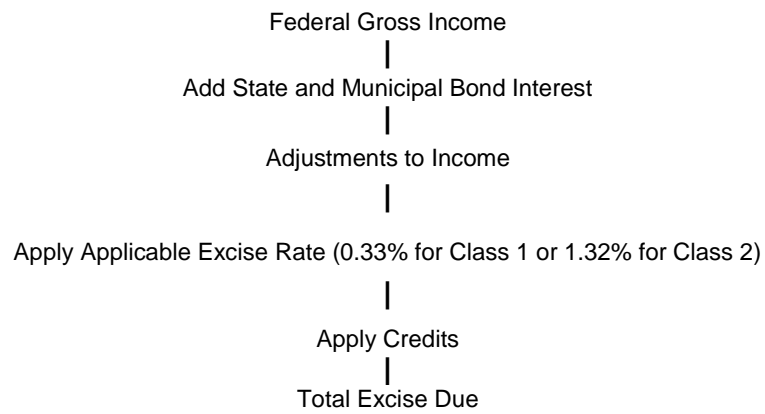 Federal Gross Income
Add State and Municipal Bond Interest
Adjustments to Income
Apply Applicable Excise Rate (0.33% for Class 1 or 1.32% for Class 2)
Apply Credits
Total Excise Due